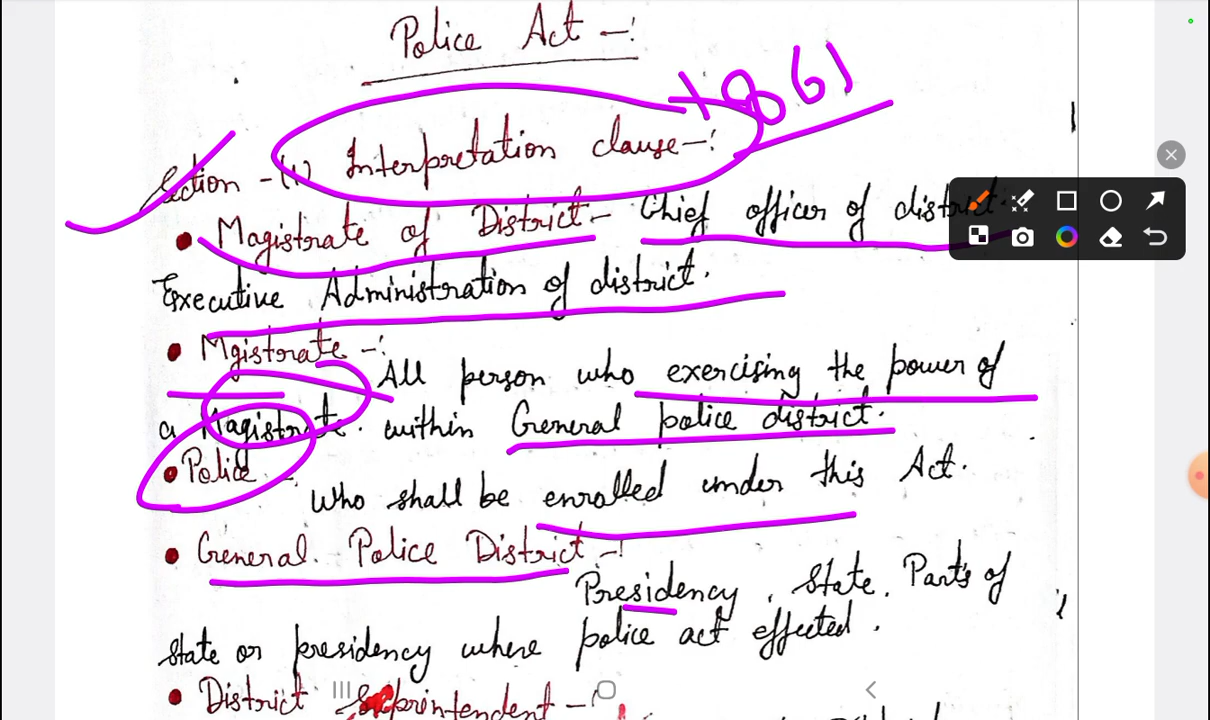 Police Act -:
1861
Interpretation clause -:
Section - (1)
• Magistrate of District - Chief officer of district.
Executive Administration of district.
• Mgistrate -:
All person who exercising the power of
a Magistrate. within General police district.
• Police -
Who shall be enrolled under this Act.
• General. Police District -:
Presidency, State, Parts of
state or presidency where police act effected.
• District Seprintendent -: